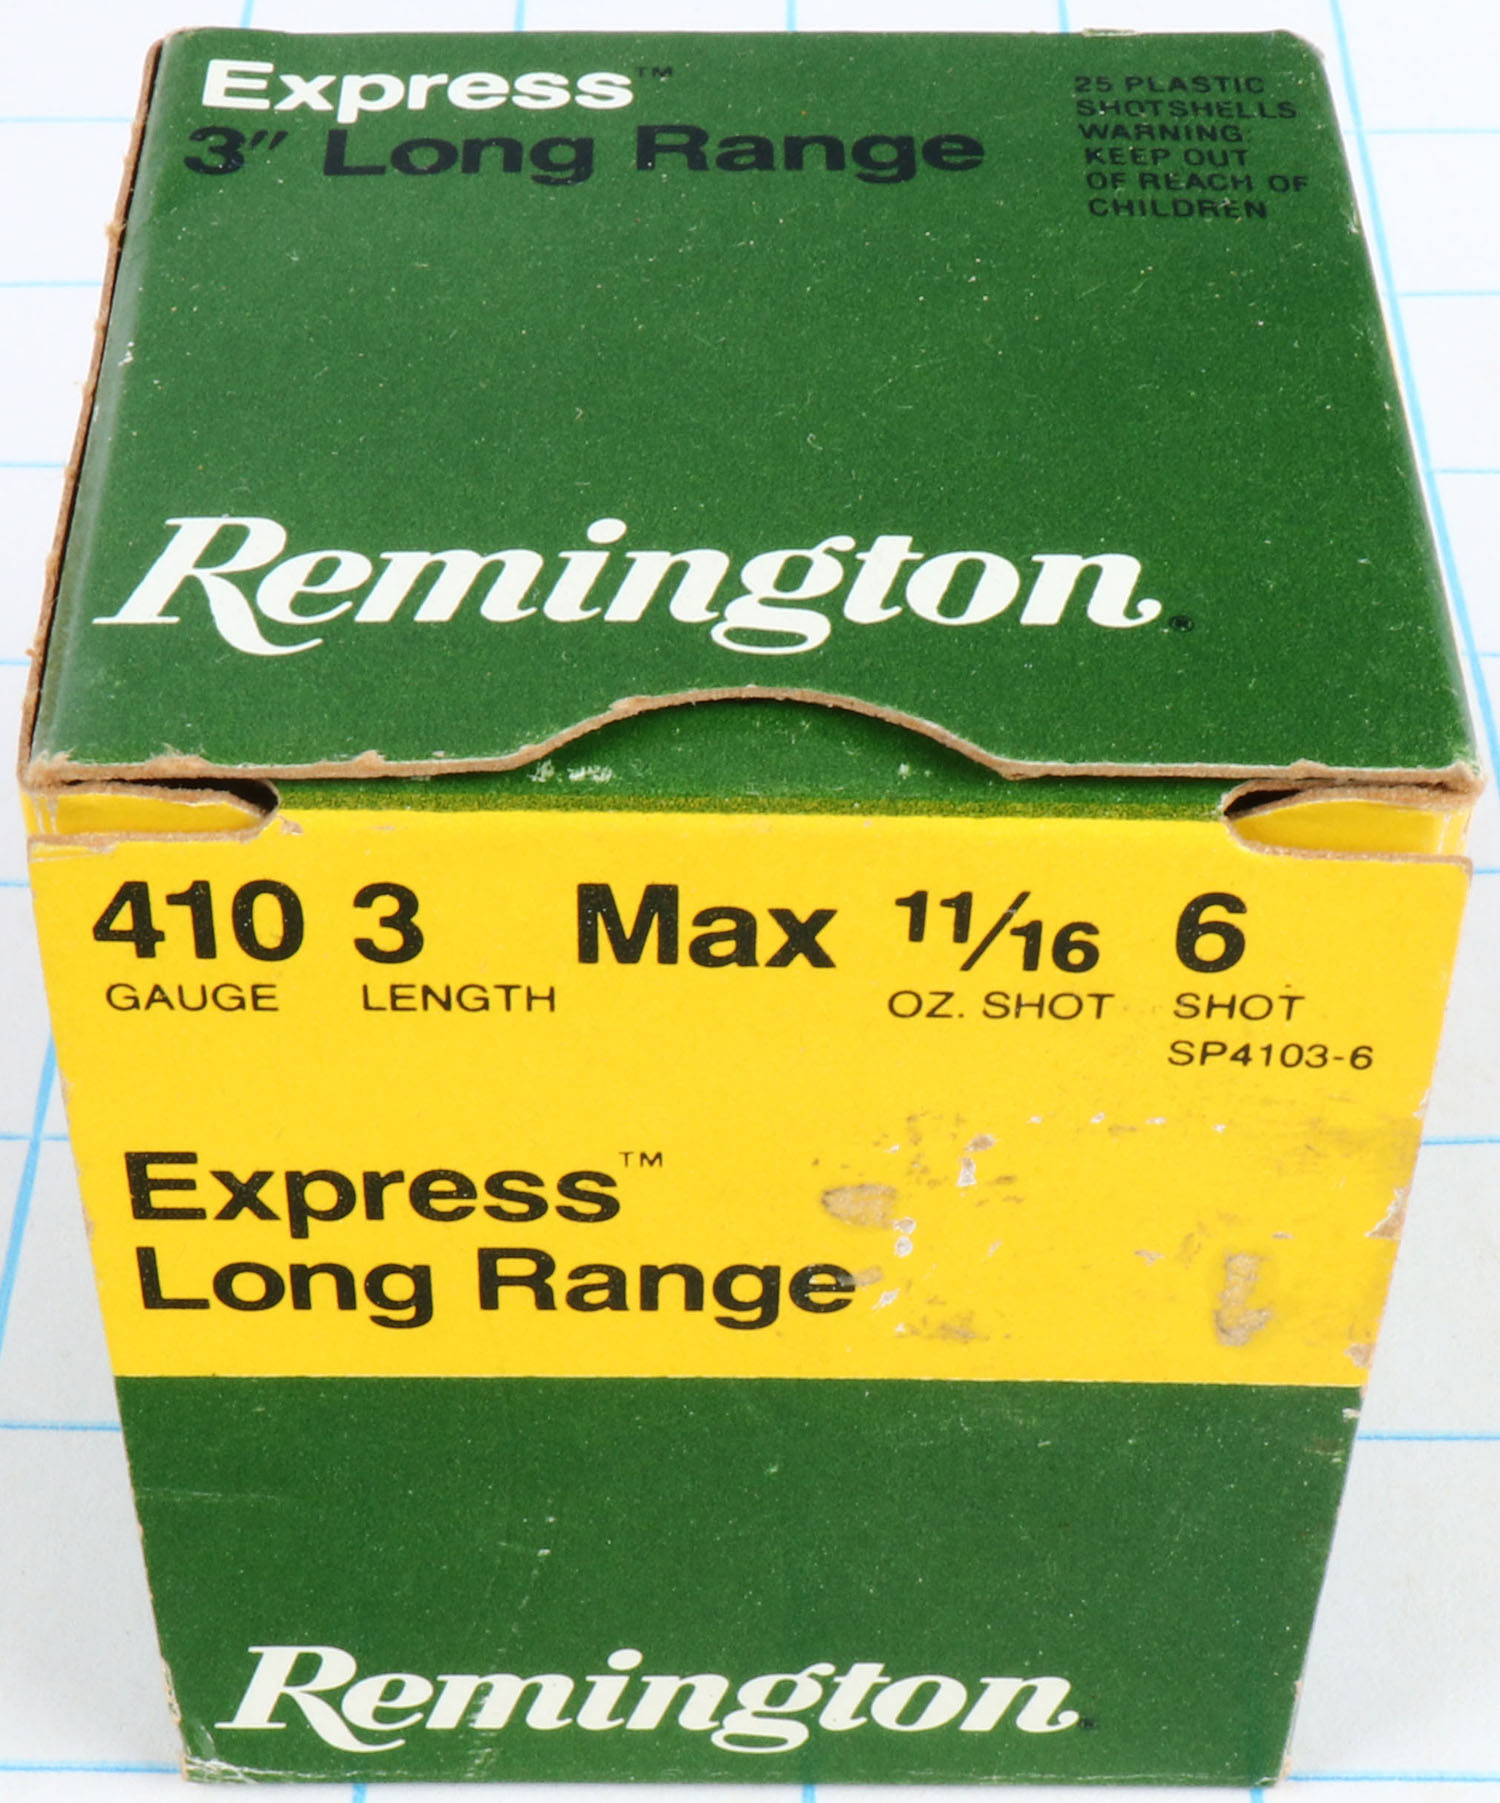 Express™
3" Long Range
25 PLASTIC
SHOTSHELLS
WARNING:
KEEP OUT
OF REACH OF
CHILDREN
Remington®
410 3 Max 11/16 6
GAUGE LENGTH OZ. SHOT SHOT
SP4103-6
Express™
Long Range
Remington®